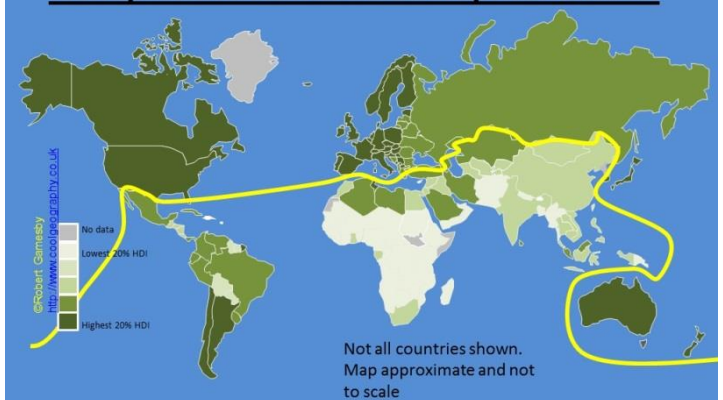 ©Robert Gamesby
http://www.coolgeography.co.uk
No data
Lowest 20% HDI
Highest 20% HDI
Not all countries shown.
Map approximate and not
to scale